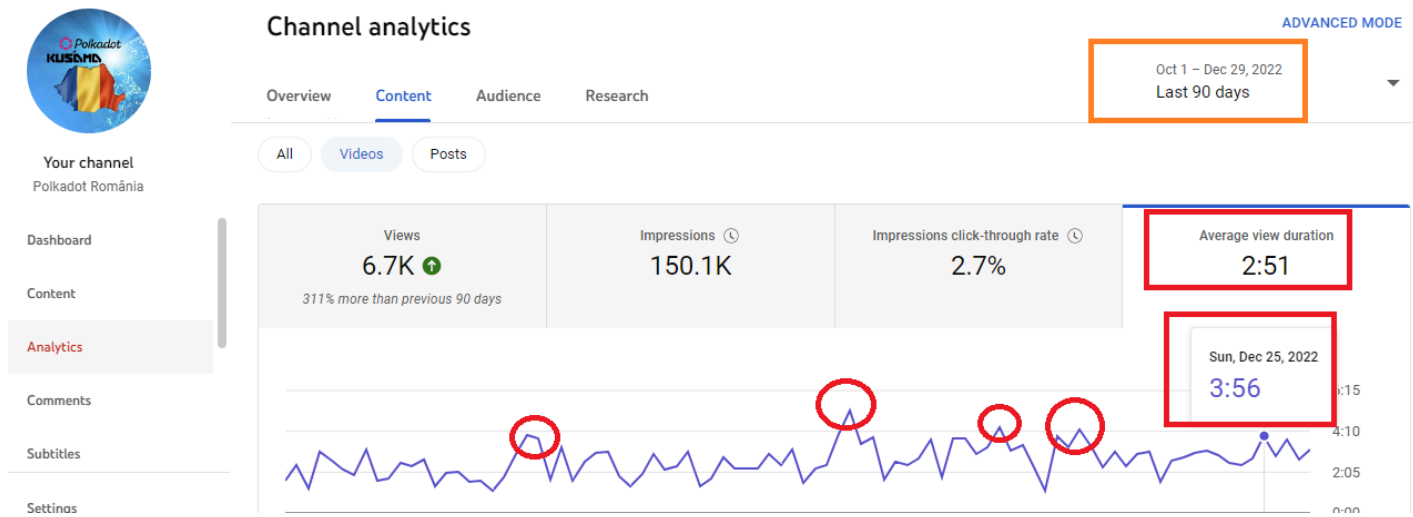 Channel analytics
ADVANCED MODE
Polkadot
KUSAMA
Oct 1 – Dec 29, 2022
Last 90 days
Overview
Content
Audience
Research
All
Videos
Posts
Your channel
Polkadot România
Dashboard
Content
Analytics
Comments
Subtitles
Settings
Views
6.7K
311% more than previous 90 days
Impressions
150.1K
Impressions click-through rate
2.7%
Average view duration
2:51
Sun, Dec 25, 2022
3:56
:15
4:10
2:05
0:00